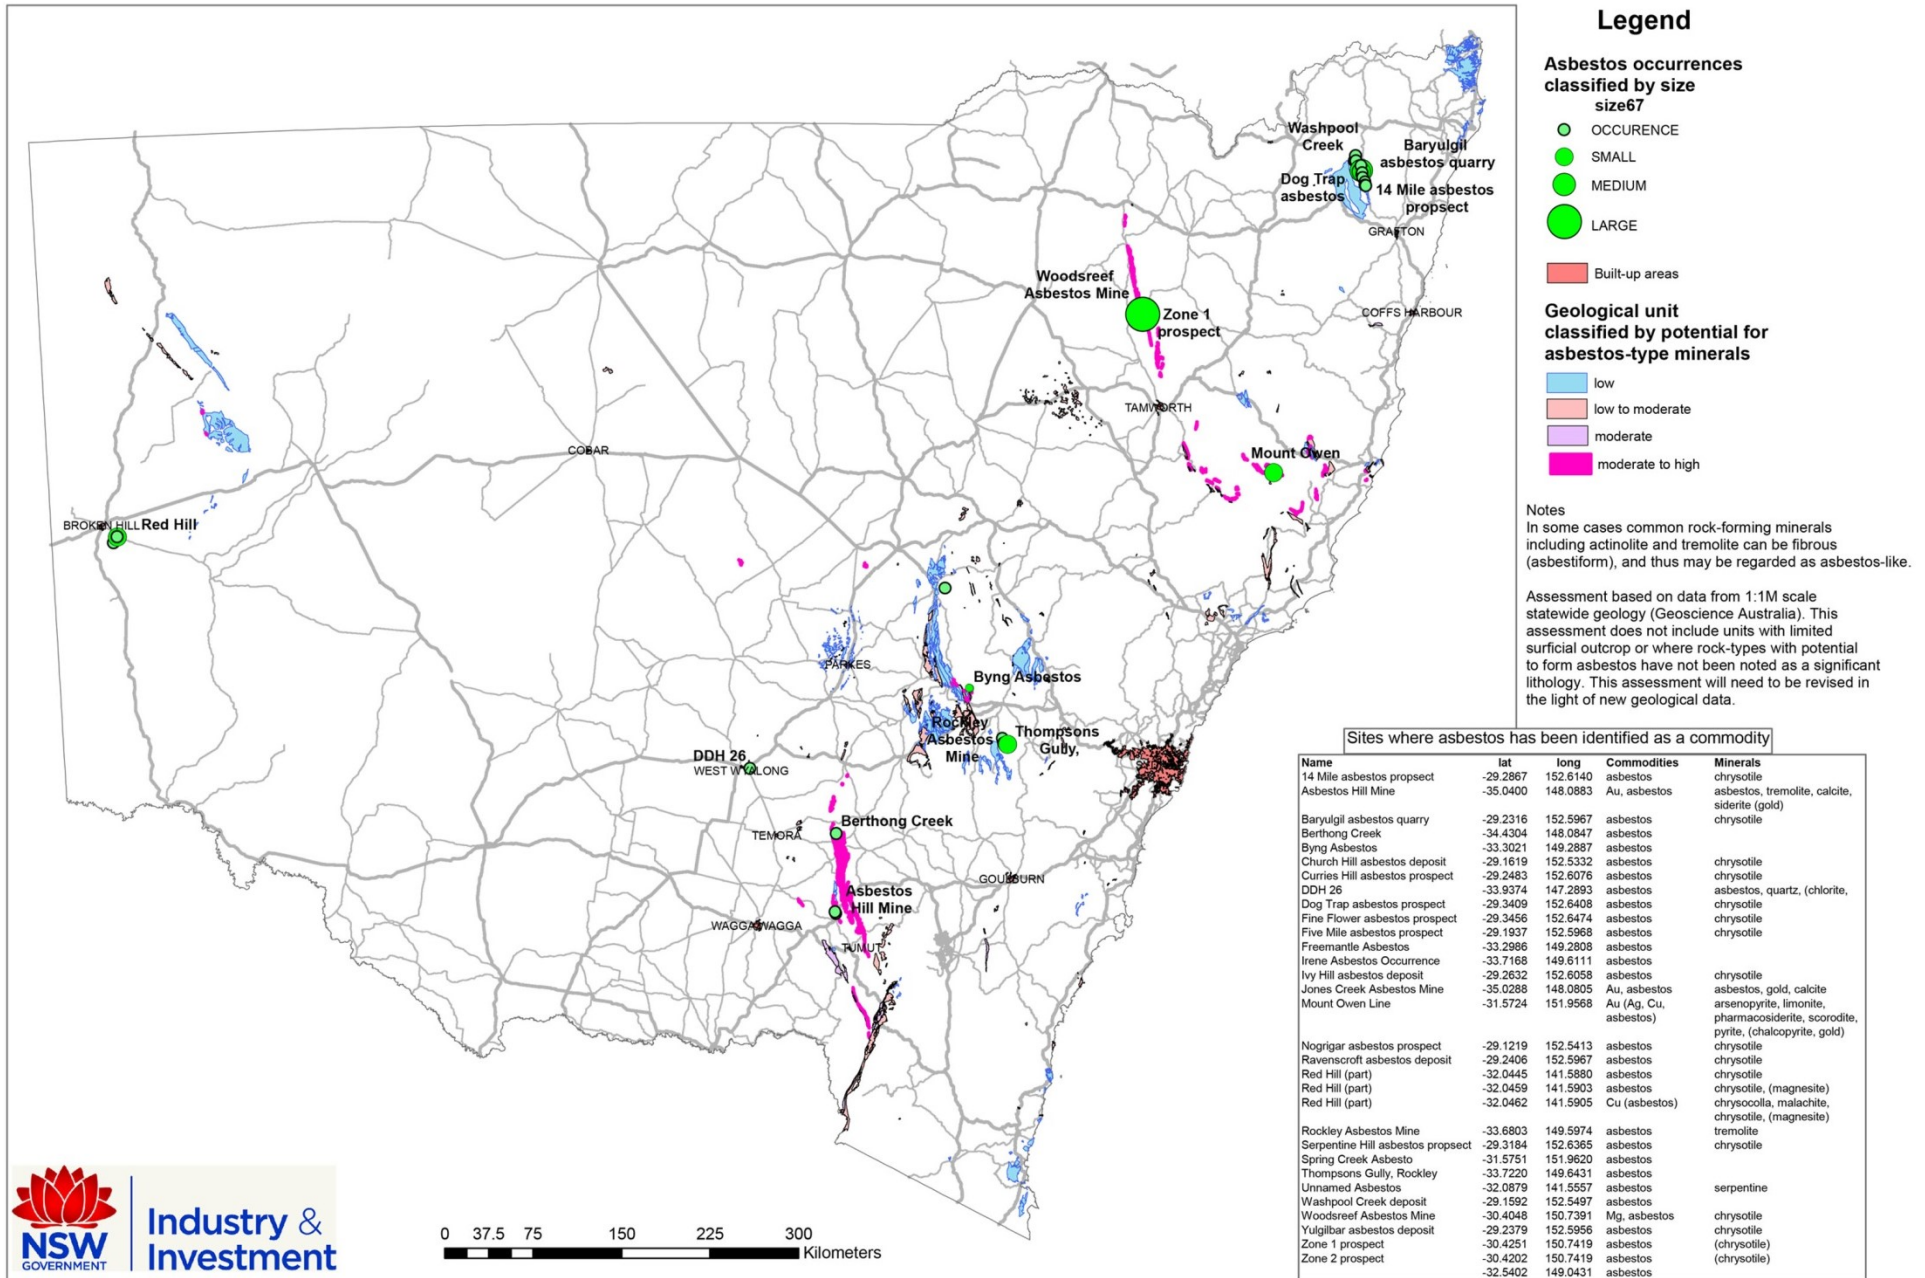 Legend
Asbestos occurrences
classified by size
size67
OCCURENCE
SMALL
MEDIUM
LARGE
Built-up areas
Geological unit
classified by potential for
asbestos-type minerals
low
low to moderate
moderate
moderate to high
Notes
In some cases common rock-forming minerals
including actinolite and tremolite can be fibrous
(asbestiform), and thus may be regarded as asbestos-like.
Assessment based on data from 1:1M scale
statewide geology (Geoscience Australia). This
assessment does not include units with limited
surficial outcrop or where rock-types with potential
to form asbestos have not been noted as a significant
lithology. This assessment will need to be revised in
the light of new geological data.
Washpool
Creek
Baryulgil
asbestos quarry
Dog Trap
asbestos
14 Mile asbestos
propsect
GRAFTON
Woodsreef
Asbestos Mine
Zone 1
prospect
COFFS HARBOUR
TAMWORTH
COBAR
Mount Owen
BROKEN HILL
Red Hill
PARKES
Byng Asbestos
Rockley
Asbestos
Mine
Thompsons
Gully,
DDH 26
WEST WYALONG
Berthong Creek
TEMORA
GOULBURN
Asbestos
Hill Mine
WAGGA WAGGA
TUMUT
Sites where asbestos has been identified as a commodity
Name lat long Commodities Minerals
14 Mile asbestos propsect -29.2867 152.6140 asbestos chrysotile
Asbestos Hill Mine -35.0400 148.0883 Au, asbestos asbestos, tremolite, calcite,
siderite (gold)
Baryulgil asbestos quarry -29.2316 152.5967 asbestos chrysotile
Berthong Creek -34.4304 148.0847 asbestos
Byng Asbestos -33.3021 149.2887 asbestos
Church Hill asbestos deposit -29.1619 152.5332 asbestos chrysotile
Curries Hill asbestos prospect -29.2483 152.6076 asbestos chrysotile
DDH 26 -33.9374 147.2893 asbestos asbestos, quartz, (chlorite,
Dog Trap asbestos prospect -29.3409 152.6408 asbestos chrysotile
Fine Flower asbestos prospect -29.3456 152.6474 asbestos chrysotile
Five Mile asbestos prospect -29.1937 152.5968 asbestos chrysotile
Freemantle Asbestos -33.2986 149.2808 asbestos
Irene Asbestos Occurrence -33.7168 149.6111 asbestos
Ivy Hill asbestos deposit -29.2632 152.6058 asbestos chrysotile
Jones Creek Asbestos Mine -35.0288 148.0805 Au, asbestos asbestos, gold, calcite
Mount Owen Line -31.5724 151.9568 Au (Ag, Cu, arsenopyrite, limonite,
asbestos) pharmacosiderite, scorodite,
pyrite, (chalcopyrite, gold)
Nogrigar asbestos prospect -29.1219 152.5413 asbestos chrysotile
Ravenscroft asbestos deposit -29.2406 152.5967 asbestos chrysotile
Red Hill (part) -32.0445 141.5880 asbestos chrysotile
Red Hill (part) -32.0459 141.5903 asbestos chrysotile, (magnesite)
Red Hill (part) -32.0462 141.5905 Cu (asbestos) chrysocolla, malachite,
chrysotile, (magnesite)
Rockley Asbestos Mine -33.6803 149.5974 asbestos tremolite
Serpentine Hill asbestos propsect -29.3184 152.6365 asbestos chrysotile
Spring Creek Asbesto -31.5751 151.9620 asbestos
Thompsons Gully, Rockley -33.7220 149.6431 asbestos
Unnamed Asbestos -32.0879 141.5557 asbestos serpentine
Washpool Creek deposit -29.1592 152.5497 asbestos
Woodsreef Asbestos Mine -30.4048 150.7391 Mg, asbestos chrysotile
Yulgilbar asbestos deposit -29.2379 152.5956 asbestos chrysotile
Zone 1 prospect -30.4251 150.7419 asbestos (chrysotile)
Zone 2 prospect -30.4202 150.7419 asbestos (chrysotile)
-32.5402 149.0431 asbestos
NSW
GOVERNMENT
Industry &
Investment
0 37.5 75 150 225 300
Kilometers